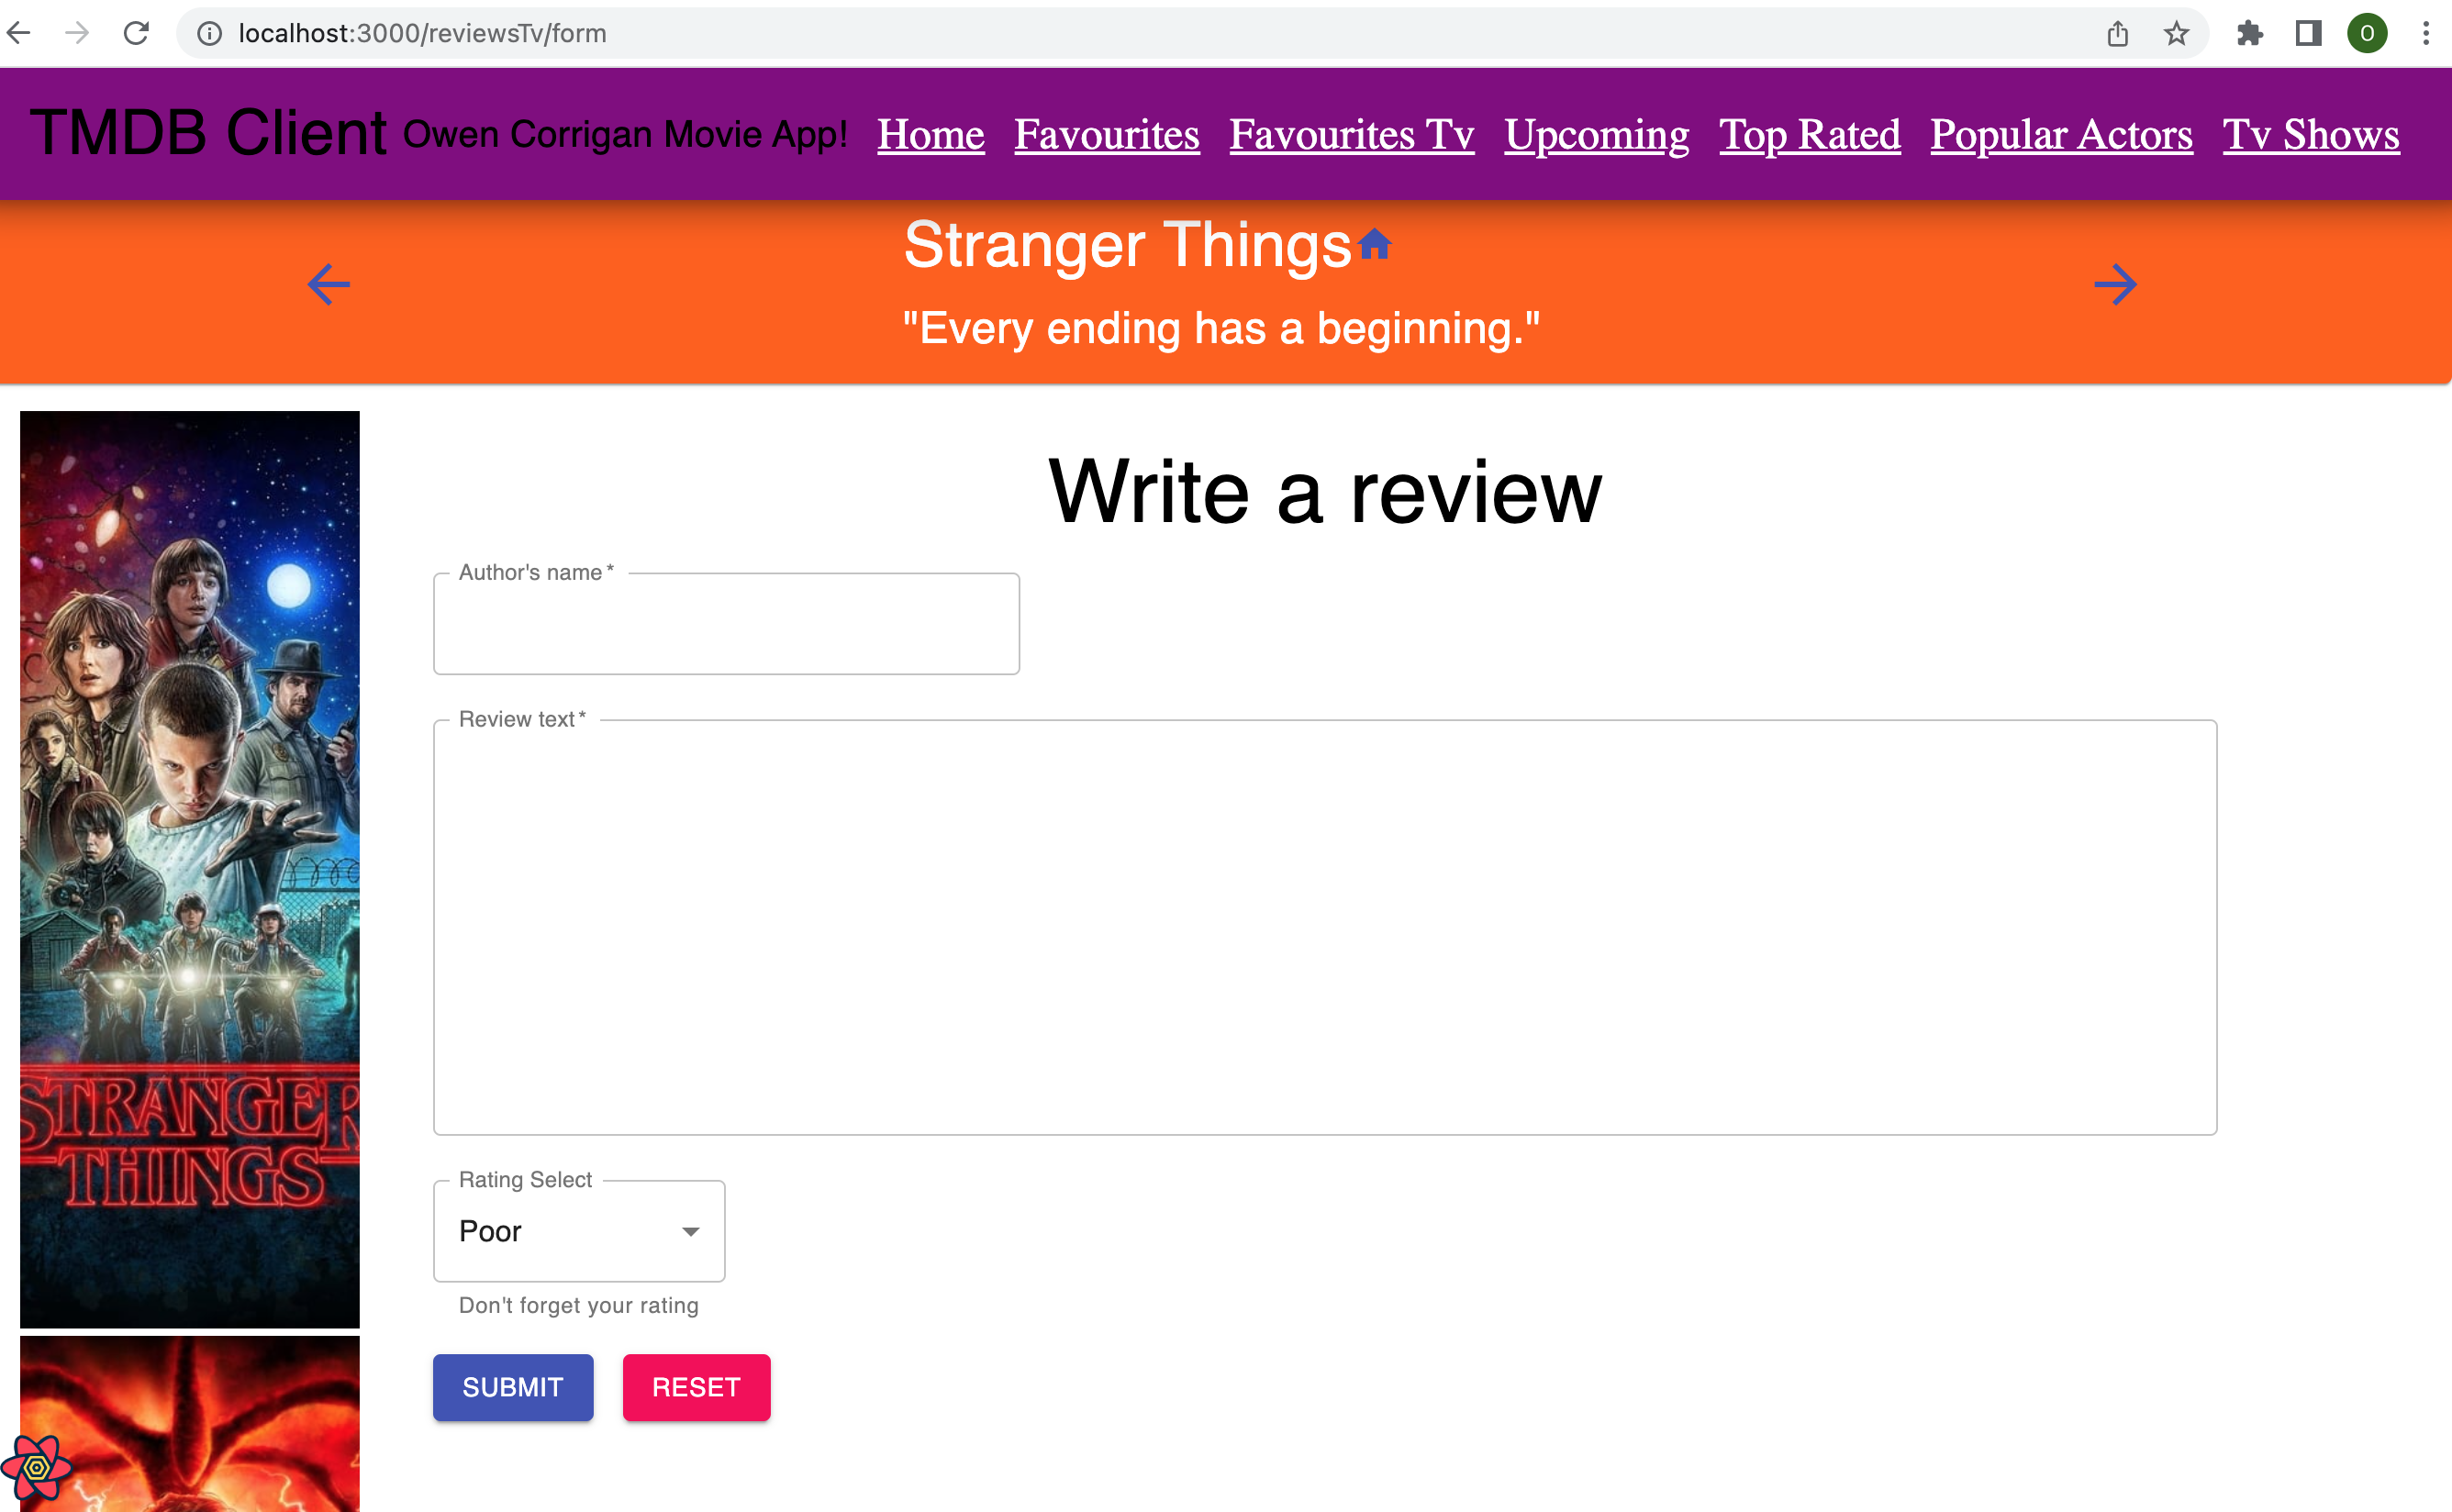 localhost:3000/reviewsTv/form
O
TMDB Client Owen Corrigan Movie App! Home Favourites Favourites Tv Upcoming Top Rated Popular Actors Tv Shows
Stranger Things
"Every ending has a beginning."
Write a review
Author's name *
Review text *
STRANGER
THINGS
Rating Select
Poor
Don't forget your rating
SUBMIT RESET